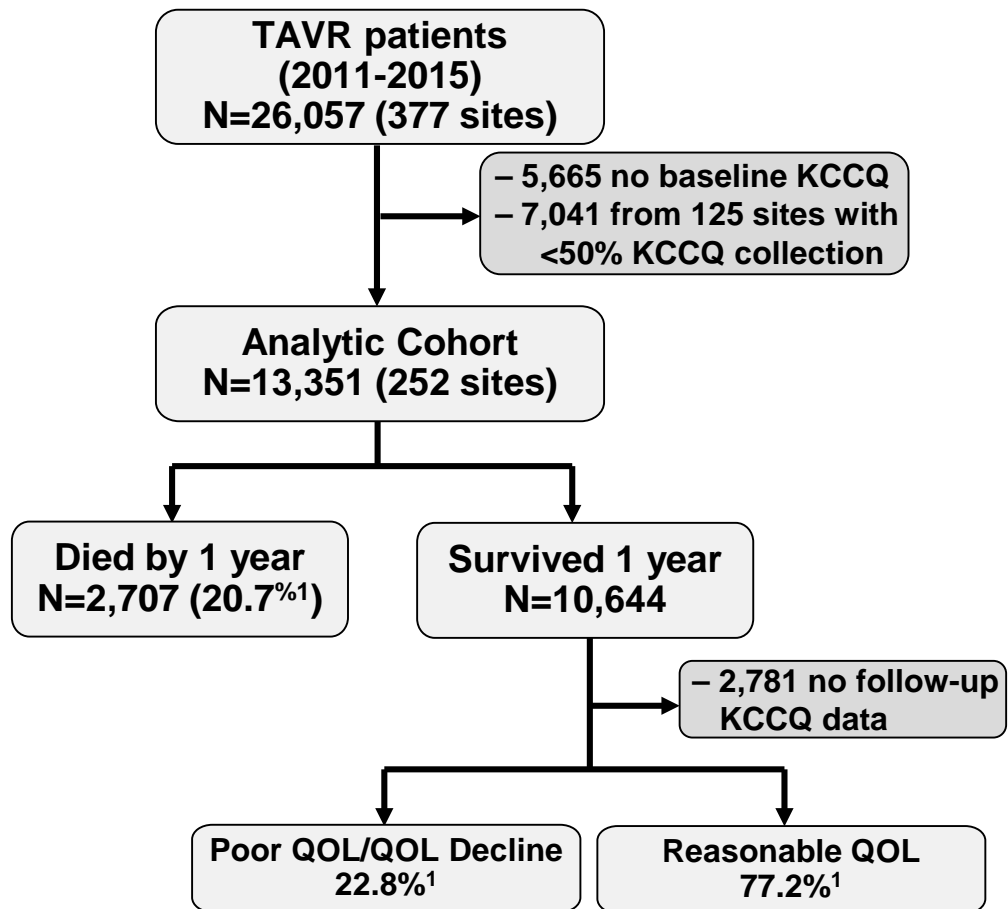 TAVR patients
(2011-2015)
N=26,057 (377 sites)
– 5,665 no baseline KCCQ
– 7,041 from 125 sites with
<50% KCCQ collection
Analytic Cohort
N=13,351 (252 sites)
Died by 1 year
N=2,707 (20.7%1)
Survived 1 year
N=10,644
– 2,781 no follow-up
KCCQ data
Poor QOL/QOL Decline
22.8%1
Reasonable QOL
77.2%1